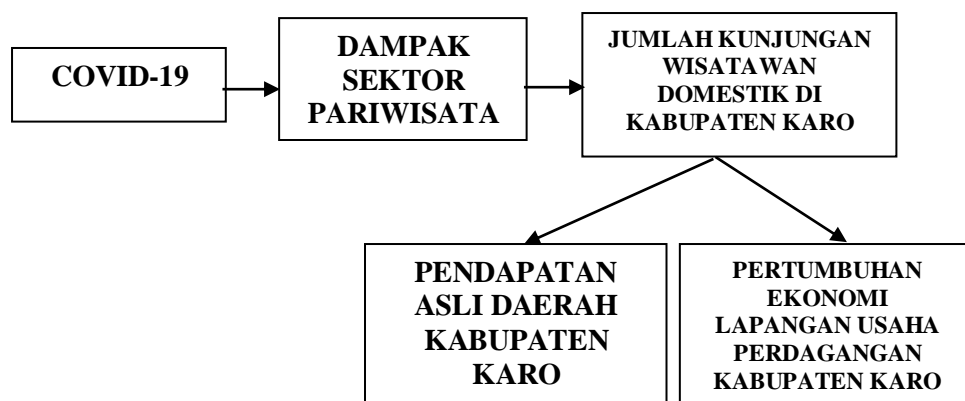 COVID-19
DAMPAK
SEKTOR
PARIWISATA
JUMLAH KUNJUNGAN
WISATAWAN
DOMESTIK DI
KABUPATEN KARO
PENDAPATAN
ASLI DAERAH
KABUPATEN
KARO
PERTUMBUHAN
EKONOMI
LAPANGAN USAHA
PERDAGANGAN
KABUPATEN KARO